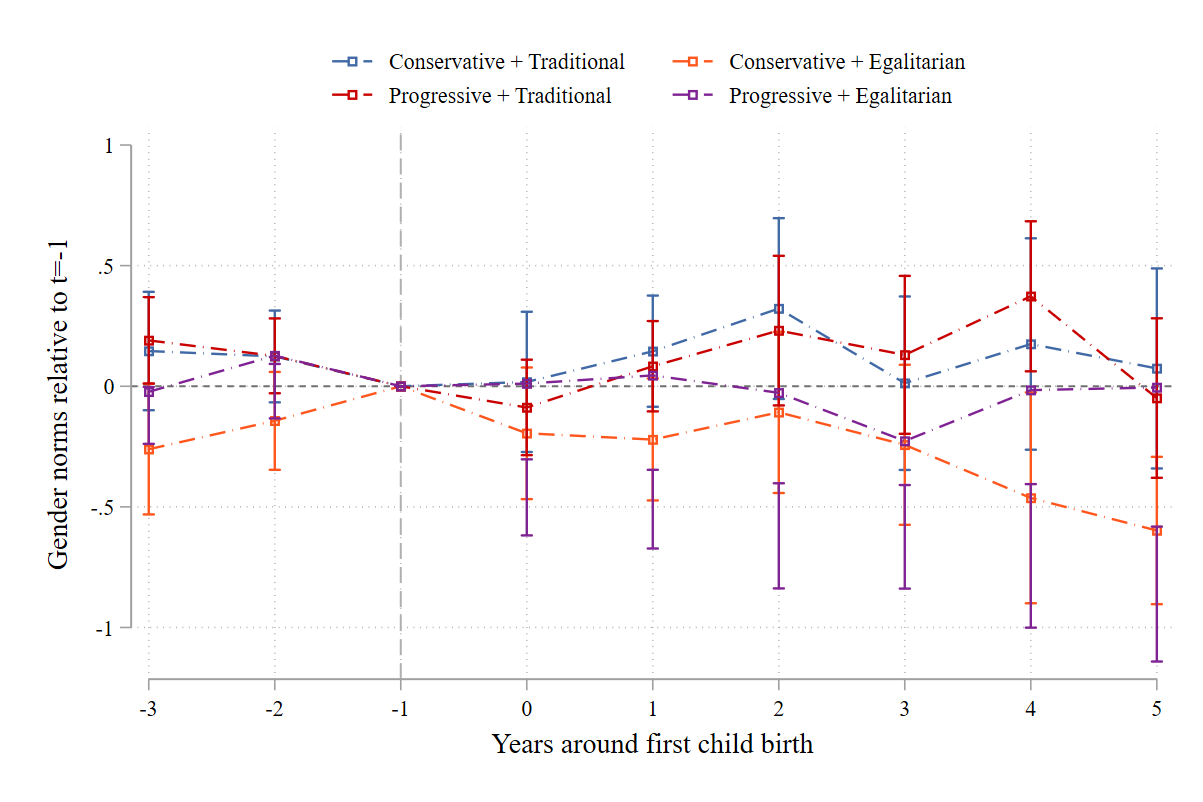 Conservative + Traditional
Conservative + Egalitarian
Progressive + Traditional
Progressive + Egalitarian
Gender norms relative to t=-1
1
.5
0
-.5
-1
-3 -2 -1 0 1 2 3 4 5
Years around first child birth